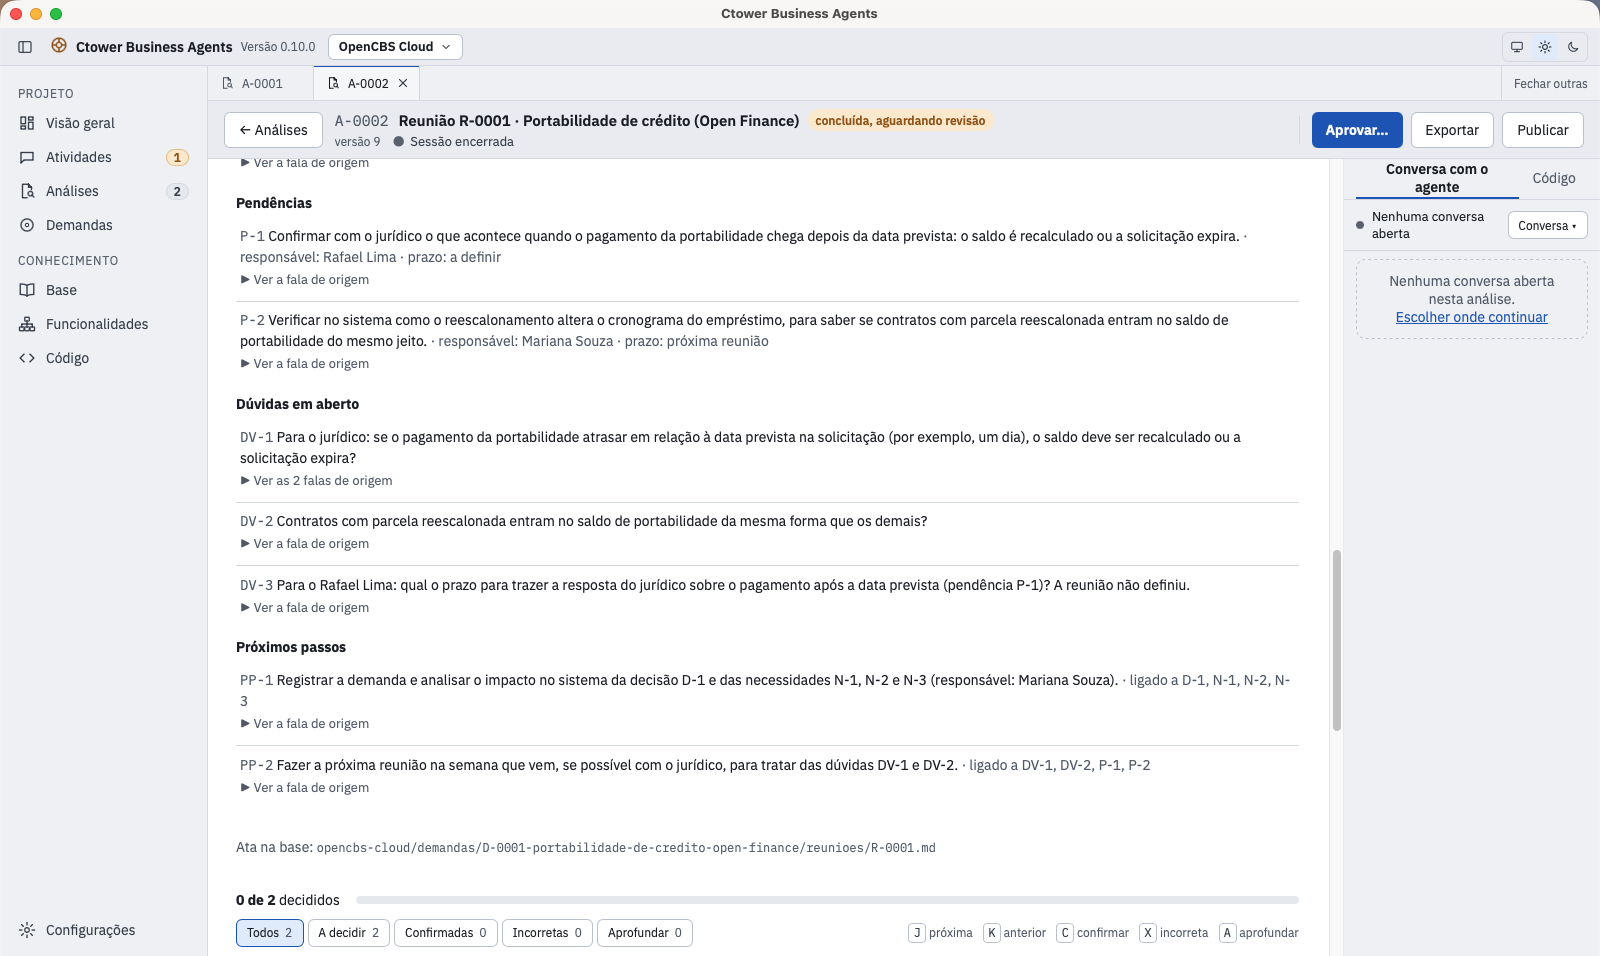 Ctower Business Agents
Ctower Business Agents Versão 0.10.0 OpenCBS Cloud
PROJETO
Visão geral
Atividades 1
Análises 2
Demandas
CONHECIMENTO
Base
Funcionalidades
Código
Configurações
A-0001 A-0002 Fechar outras
← Análises
A-0002 Reunião R-0001 · Portabilidade de crédito (Open Finance) concluída, aguardando revisão
versão 9 Sessão encerrada
Aprovar... Exportar Publicar
▶ Ver a fala de origem
Pendências
P-1 Confirmar com o jurídico o que acontece quando o pagamento da portabilidade chega depois da data prevista: o saldo é recalculado ou a solicitação expira. ·
responsável: Rafael Lima · prazo: a definir
▶ Ver a fala de origem
P-2 Verificar no sistema como o reescalonamento altera o cronograma do empréstimo, para saber se contratos com parcela reescalonada entram no saldo de
portabilidade do mesmo jeito. · responsável: Mariana Souza · prazo: próxima reunião
▶ Ver a fala de origem
Dúvidas em aberto
DV-1 Para o jurídico: se o pagamento da portabilidade atrasar em relação à data prevista na solicitação (por exemplo, um dia), o saldo deve ser recalculado ou a
solicitação expira?
▶ Ver as 2 falas de origem
DV-2 Contratos com parcela reescalonada entram no saldo de portabilidade da mesma forma que os demais?
▶ Ver a fala de origem
DV-3 Para o Rafael Lima: qual o prazo para trazer a resposta do jurídico sobre o pagamento após a data prevista (pendência P-1)? A reunião não definiu.
▶ Ver a fala de origem
Próximos passos
PP-1 Registrar a demanda e analisar o impacto no sistema da decisão D-1 e das necessidades N-1, N-2 e N-3 (responsável: Mariana Souza). · ligado a D-1, N-1, N-2, N-
3
▶ Ver a fala de origem
PP-2 Fazer a próxima reunião na semana que vem, se possível com o jurídico, para tratar das dúvidas DV-1 e DV-2. · ligado a DV-1, DV-2, P-1, P-2
▶ Ver a fala de origem
Ata na base: opencbs-cloud/demandas/D-0001-portabilidade-de-credito-open-finance/reunioes/R-0001.md
0 de 2 decididos
Todos 2 A decidir 2 Confirmadas 0 Incorretas 0 Aprofundar 0
J próxima K anterior C confirmar X incorreta A aprofundar
Conversa com o
agente
Código
Nenhuma conversa
aberta
Conversa ▾
Nenhuma conversa aberta
nesta análise.
Escolher onde continuar